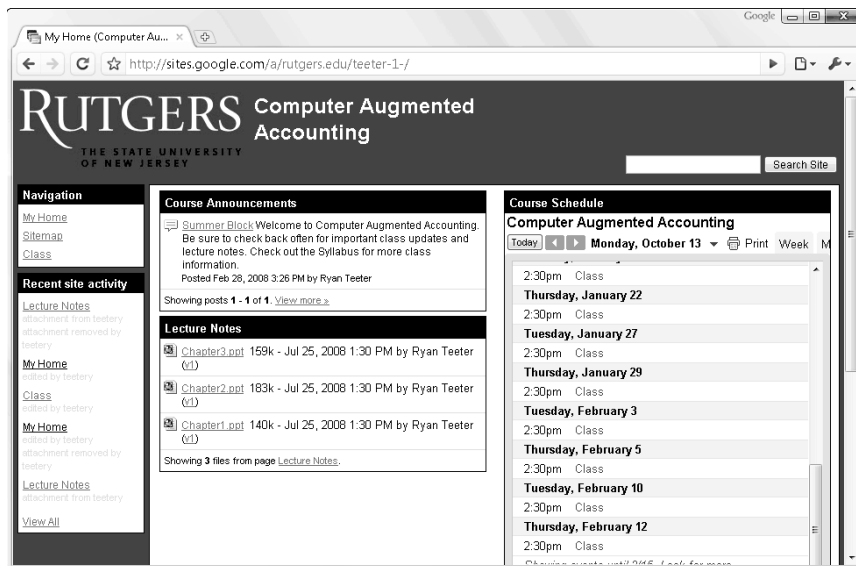 Google
My Home (Computer Au...
http://sites.google.com/a/rutgers.edu/teeter-1-/
RUTGERS
THE STATE UNIVERSITY
OF NEW JERSEY
Computer Augmented
Accounting
Search Site
Navigation
My Home
Sitemap
Class
Recent site activity
Lecture Notes
attachment from teetery
attachment removed by
teetery
My Home
edited by teetery
Class
edited by teetery
My Home
edited by teetery
attachment removed by
teetery
Lecture Notes
attachment from teetery
View All
Course Announcements
Summer Block Welcome to Computer Augmented Accounting.
Be sure to check back often for important class updates and
lecture notes. Check out the Syllabus for more class
information.
Posted Feb 28, 2008 3:26 PM by Ryan Teeter
Showing posts 1 - 1 of 1. View more »
Lecture Notes
Chapter3.ppt 159k - Jul 25, 2008 1:30 PM by Ryan Teeter
(v1)
Chapter2.ppt 183k - Jul 25, 2008 1:30 PM by Ryan Teeter
(v1)
Chapter1.ppt 140k - Jul 25, 2008 1:30 PM by Ryan Teeter
(v1)
Showing 3 files from page Lecture Notes.
Course Schedule
Computer Augmented Accounting
Today Monday, October 13 Print Week M
2:30pm Class
Thursday, January 22
2:30pm Class
Tuesday, January 27
2:30pm Class
Thursday, January 29
2:30pm Class
Tuesday, February 3
2:30pm Class
Thursday, February 5
2:30pm Class
Tuesday, February 10
2:30pm Class
Thursday, February 12
2:30pm Class
Showing events until 2/15. Look for more